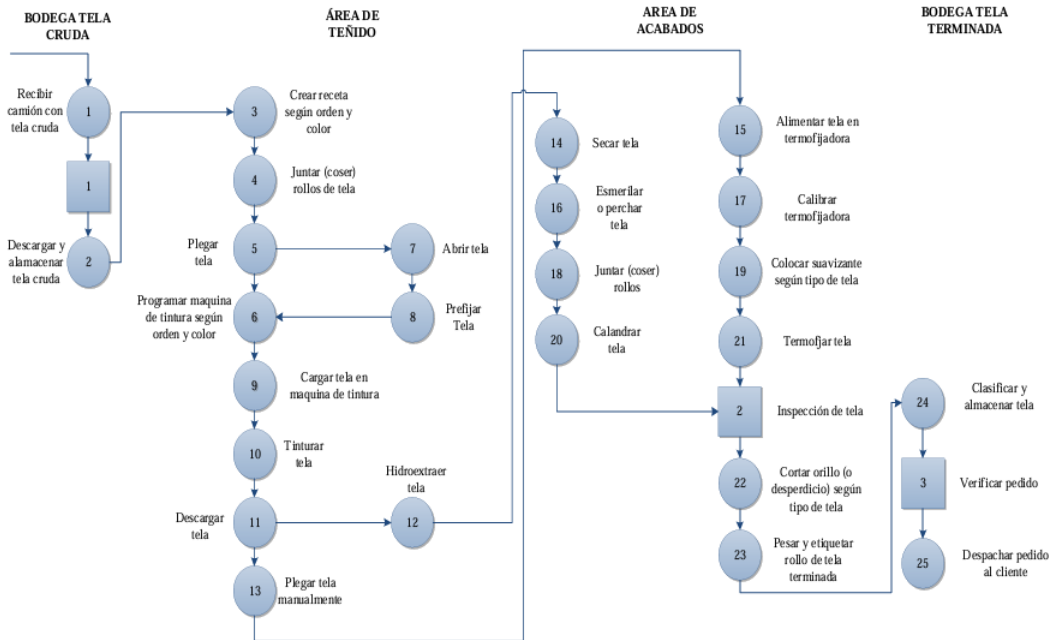 BODEGA TELA
CRUDA
Recibir
camión con
tela cruda
1
1
Descargar y
alamacenar
tela cruda
2
ÁREA DE
TEÑIDO
3
Crear receta
según orden y
color
4
Juntar (coser)
rollos de tela
Plegar
tela
5
7
Abrir tela
Programar maquina
de tintura según
orden y color
6
8
Prefijar
Tela
9
Cargar tela en
maquina de tintura
10
Tinturar
tela
Descargar
tela
11
Hidroextraer
tela
12
13
Plegar tela
manualmente
AREA DE
ACABADOS
14
Secar tela
16
Esmerilar
o perchar
tela
18
Juntar (coser)
rollos
20
Calandrar
tela
15
Alimentar tela en
termofijadora
17
Calibrar
termofijadora
19
Colocar suavizante
según tipo de tela
21
Termofjar tela
2
Inspección de tela
22
Cortar orillo (o
desperdicio) según
tipo de tela
23
Pesar y etiquetar
rollo de tela
terminada
BODEGA TELA
TERMINADA
24
Clasificar y
almacenar tela
3
Verificar pedido
25
Despachar pedido
al cliente